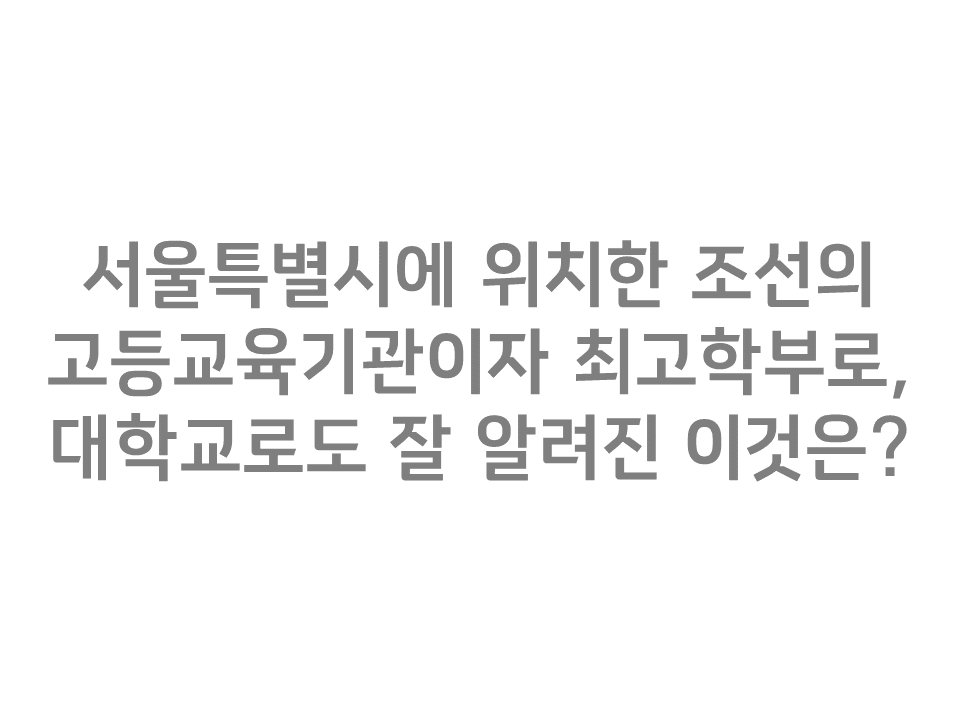 서울특별시에 위치한 조선의
고등교육기관이자 최고학부로,
대학교로도 잘 알려진 이것은?